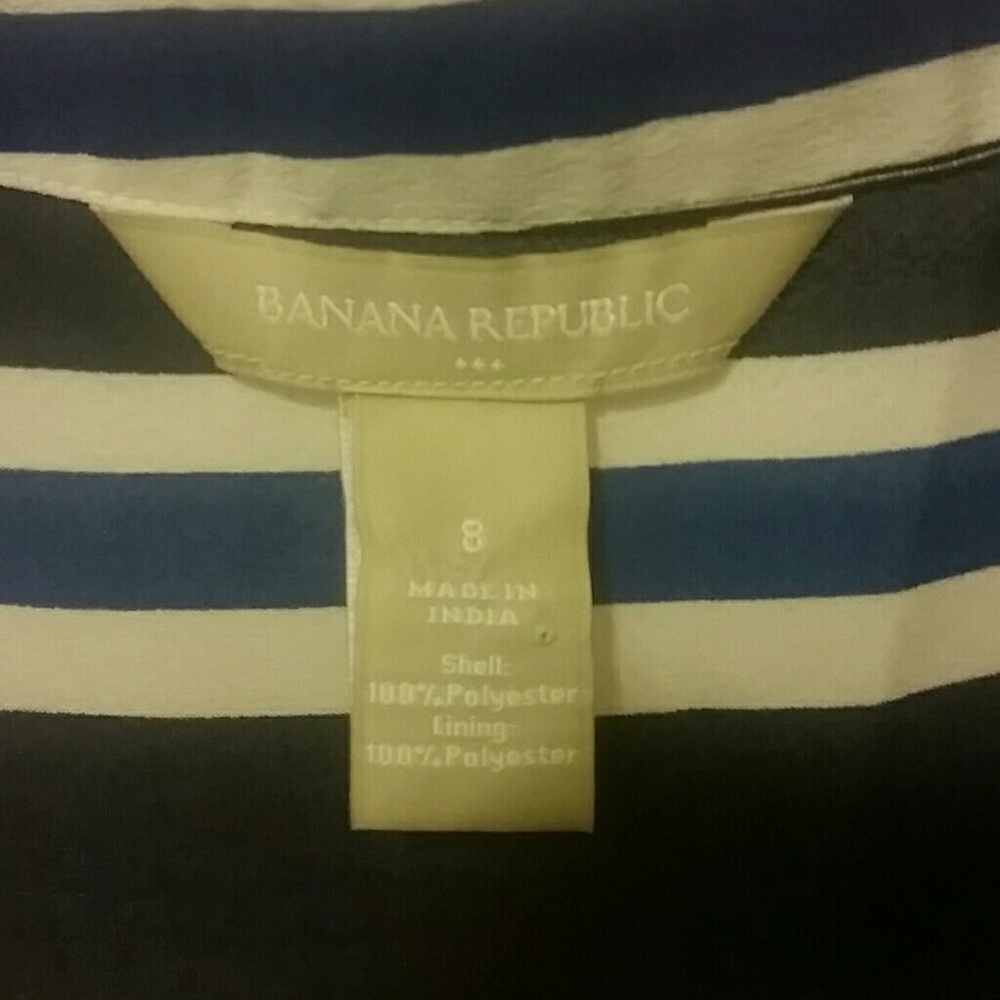 BANANA REPUBLIC
8
MADE IN
INDIA
Shell:
100% Polyester
Lining:
100% Polyester